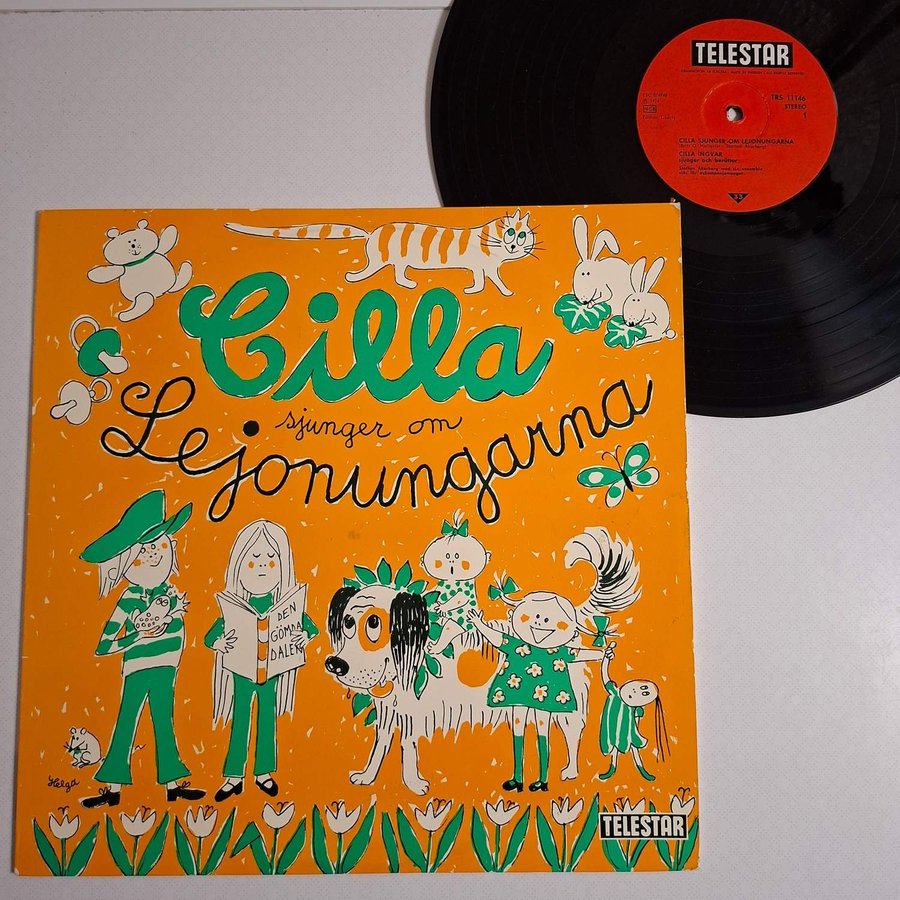 TELESTAR
TRS 11146
STEREO
1
CILLA SJUNGER OM LEJONUNGARNA
CILLA INGVAR
sjunger och berättar
33
Cilla
sjunger om
Lejonungarna
DEN
GÖMDA
DALEN
Helga
TELESTAR